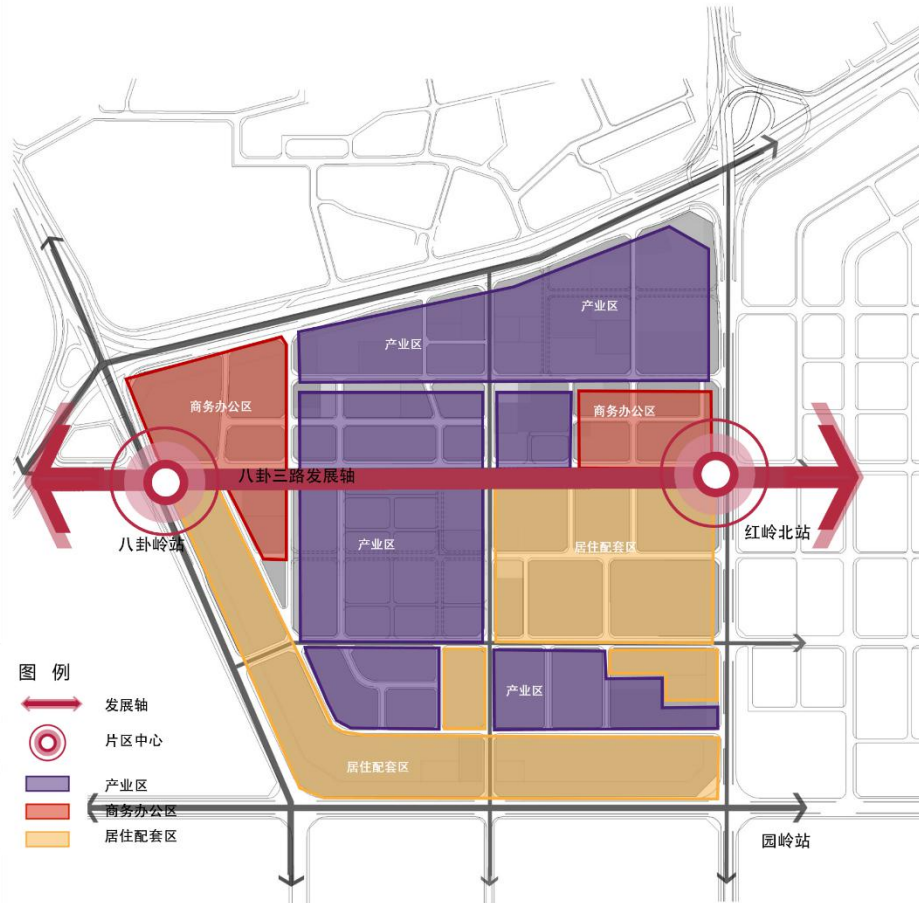 产业区
产业区
商务办公区
商务办公区
八卦三路发展轴
八卦岭站
红岭北站
产业区
居住配套区
产业区
居住配套区
园岭站
图 例
发展轴
片区中心
产业区
商务办公区
居住配套区